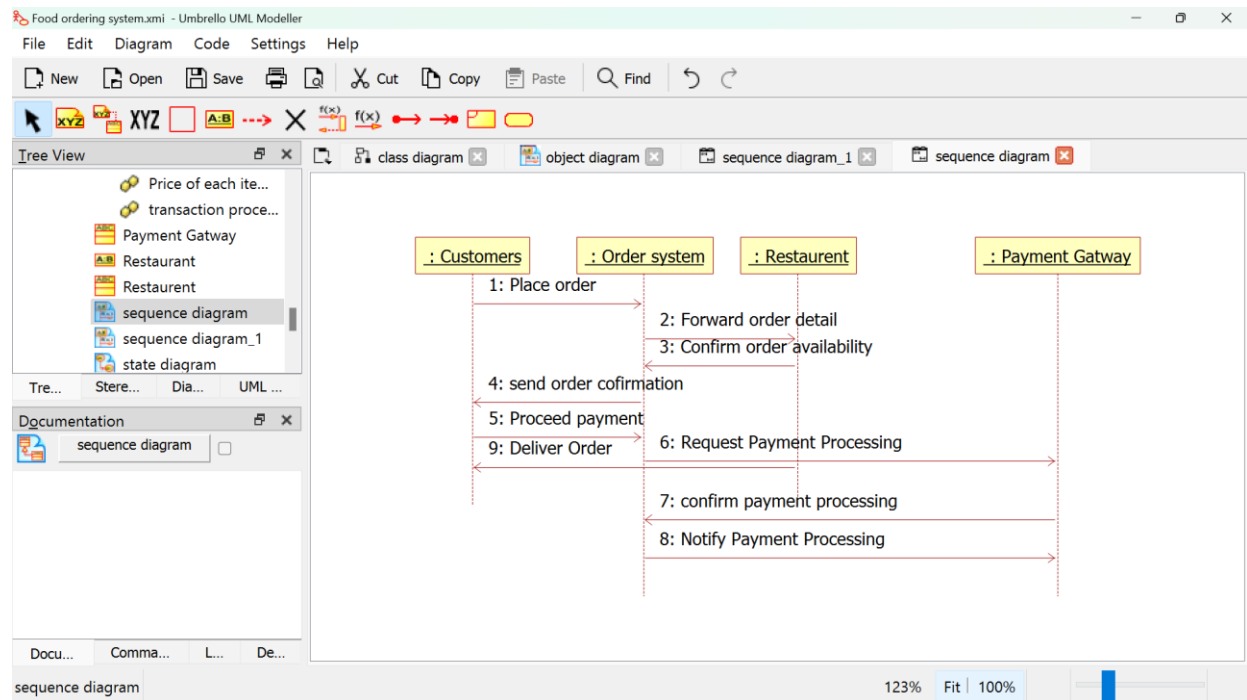 Food ordering system.xmi - Umbrello UML Modeller
File Edit Diagram Code Settings Help
New Open Save Cut Copy Paste Find
XYZ XYZ XYZ A:B f(x) f(x)
Tree View
class diagram object diagram sequence diagram_1 sequence diagram
Price of each ite...
transaction proce...
ABC Payment Gatway
A:B Restaurant
ABC Restaurent
sequence diagram
sequence diagram_1
state diagram
Tre... Stere... Dia... UML ...
Documentation
sequence diagram
: Customers : Order system : Restaurent : Payment Gatway
1: Place order
2: Forward order detail
3: Confirm order availability
4: send order cofirmation
5: Proceed payment
6: Request Payment Processing
9: Deliver Order
7: confirm payment processing
8: Notify Payment Processing
Docu... Comma... L... De...
sequence diagram 123% Fit 100%